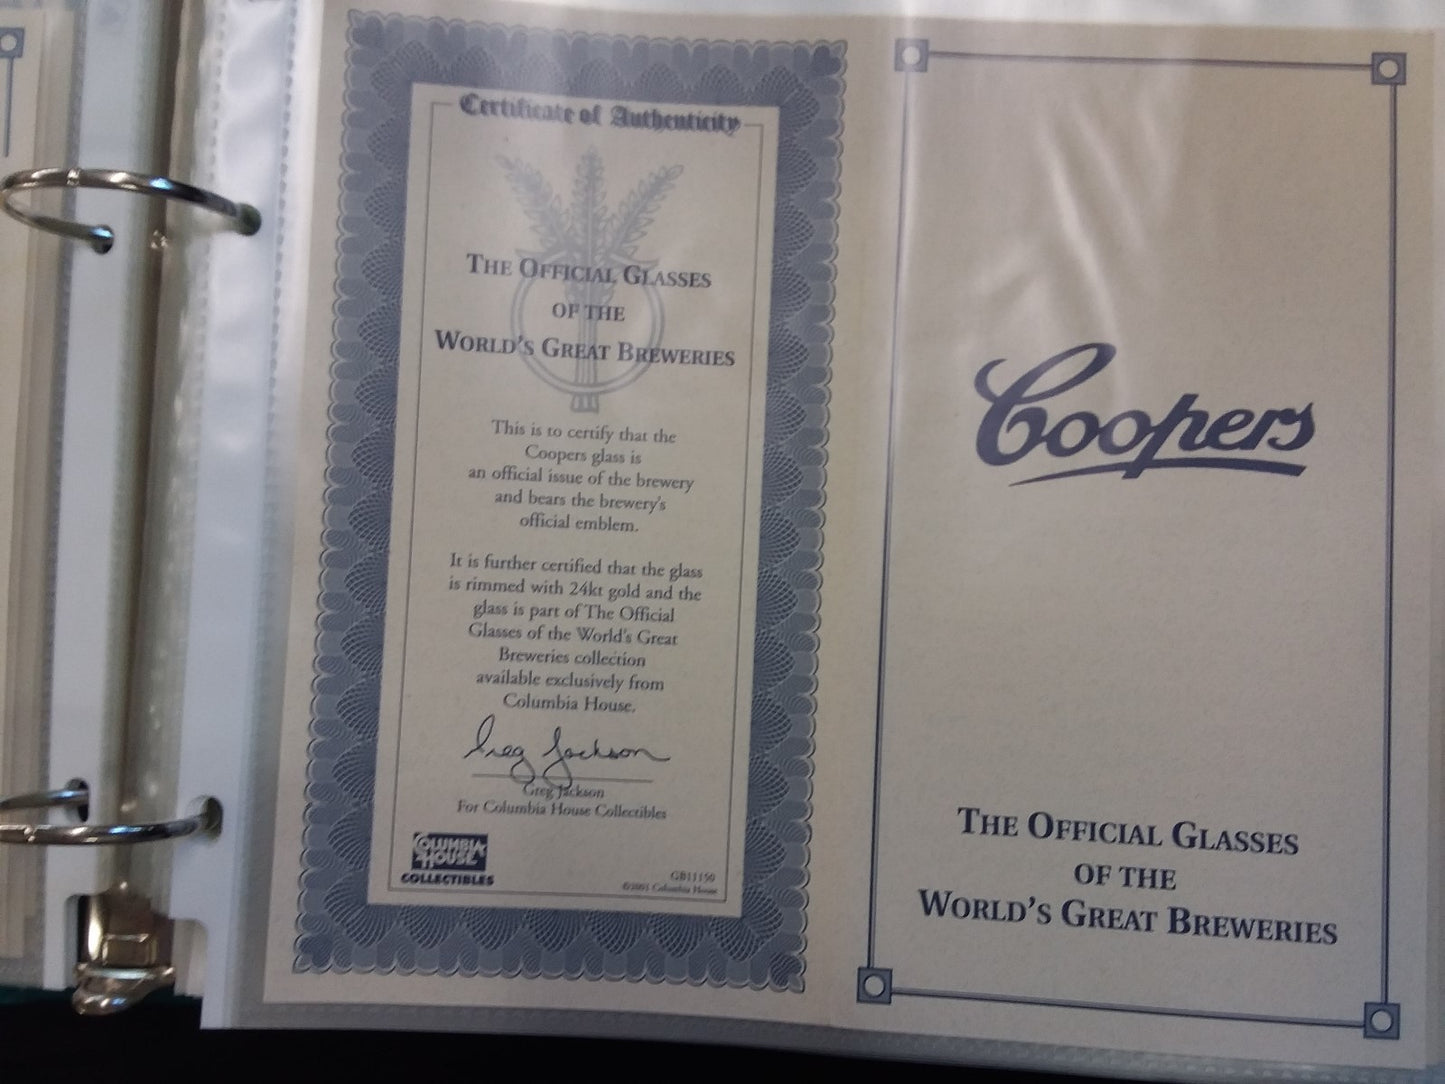 Certificate of Authenticity
THE OFFICIAL GLASSES
OF THE
WORLD'S GREAT BREWERIES
This is to certify that the
Coopers glass is
an official issue of the brewery
and bears the brewery's
official emblem.
It is further certified that the glass
is rimmed with 24kt gold and the
glass is part of The Official
Glasses of the World's Great
Breweries collection
available exclusively from
Columbia House.
Greg Jackson
Greg Jackson
For Columbia House Collectibles
COLUMBIA
HOUSE
COLLECTIBLES
GB11150
Columbia House
Coopers
THE OFFICIAL GLASSES
OF THE
WORLD'S GREAT BREWERIES